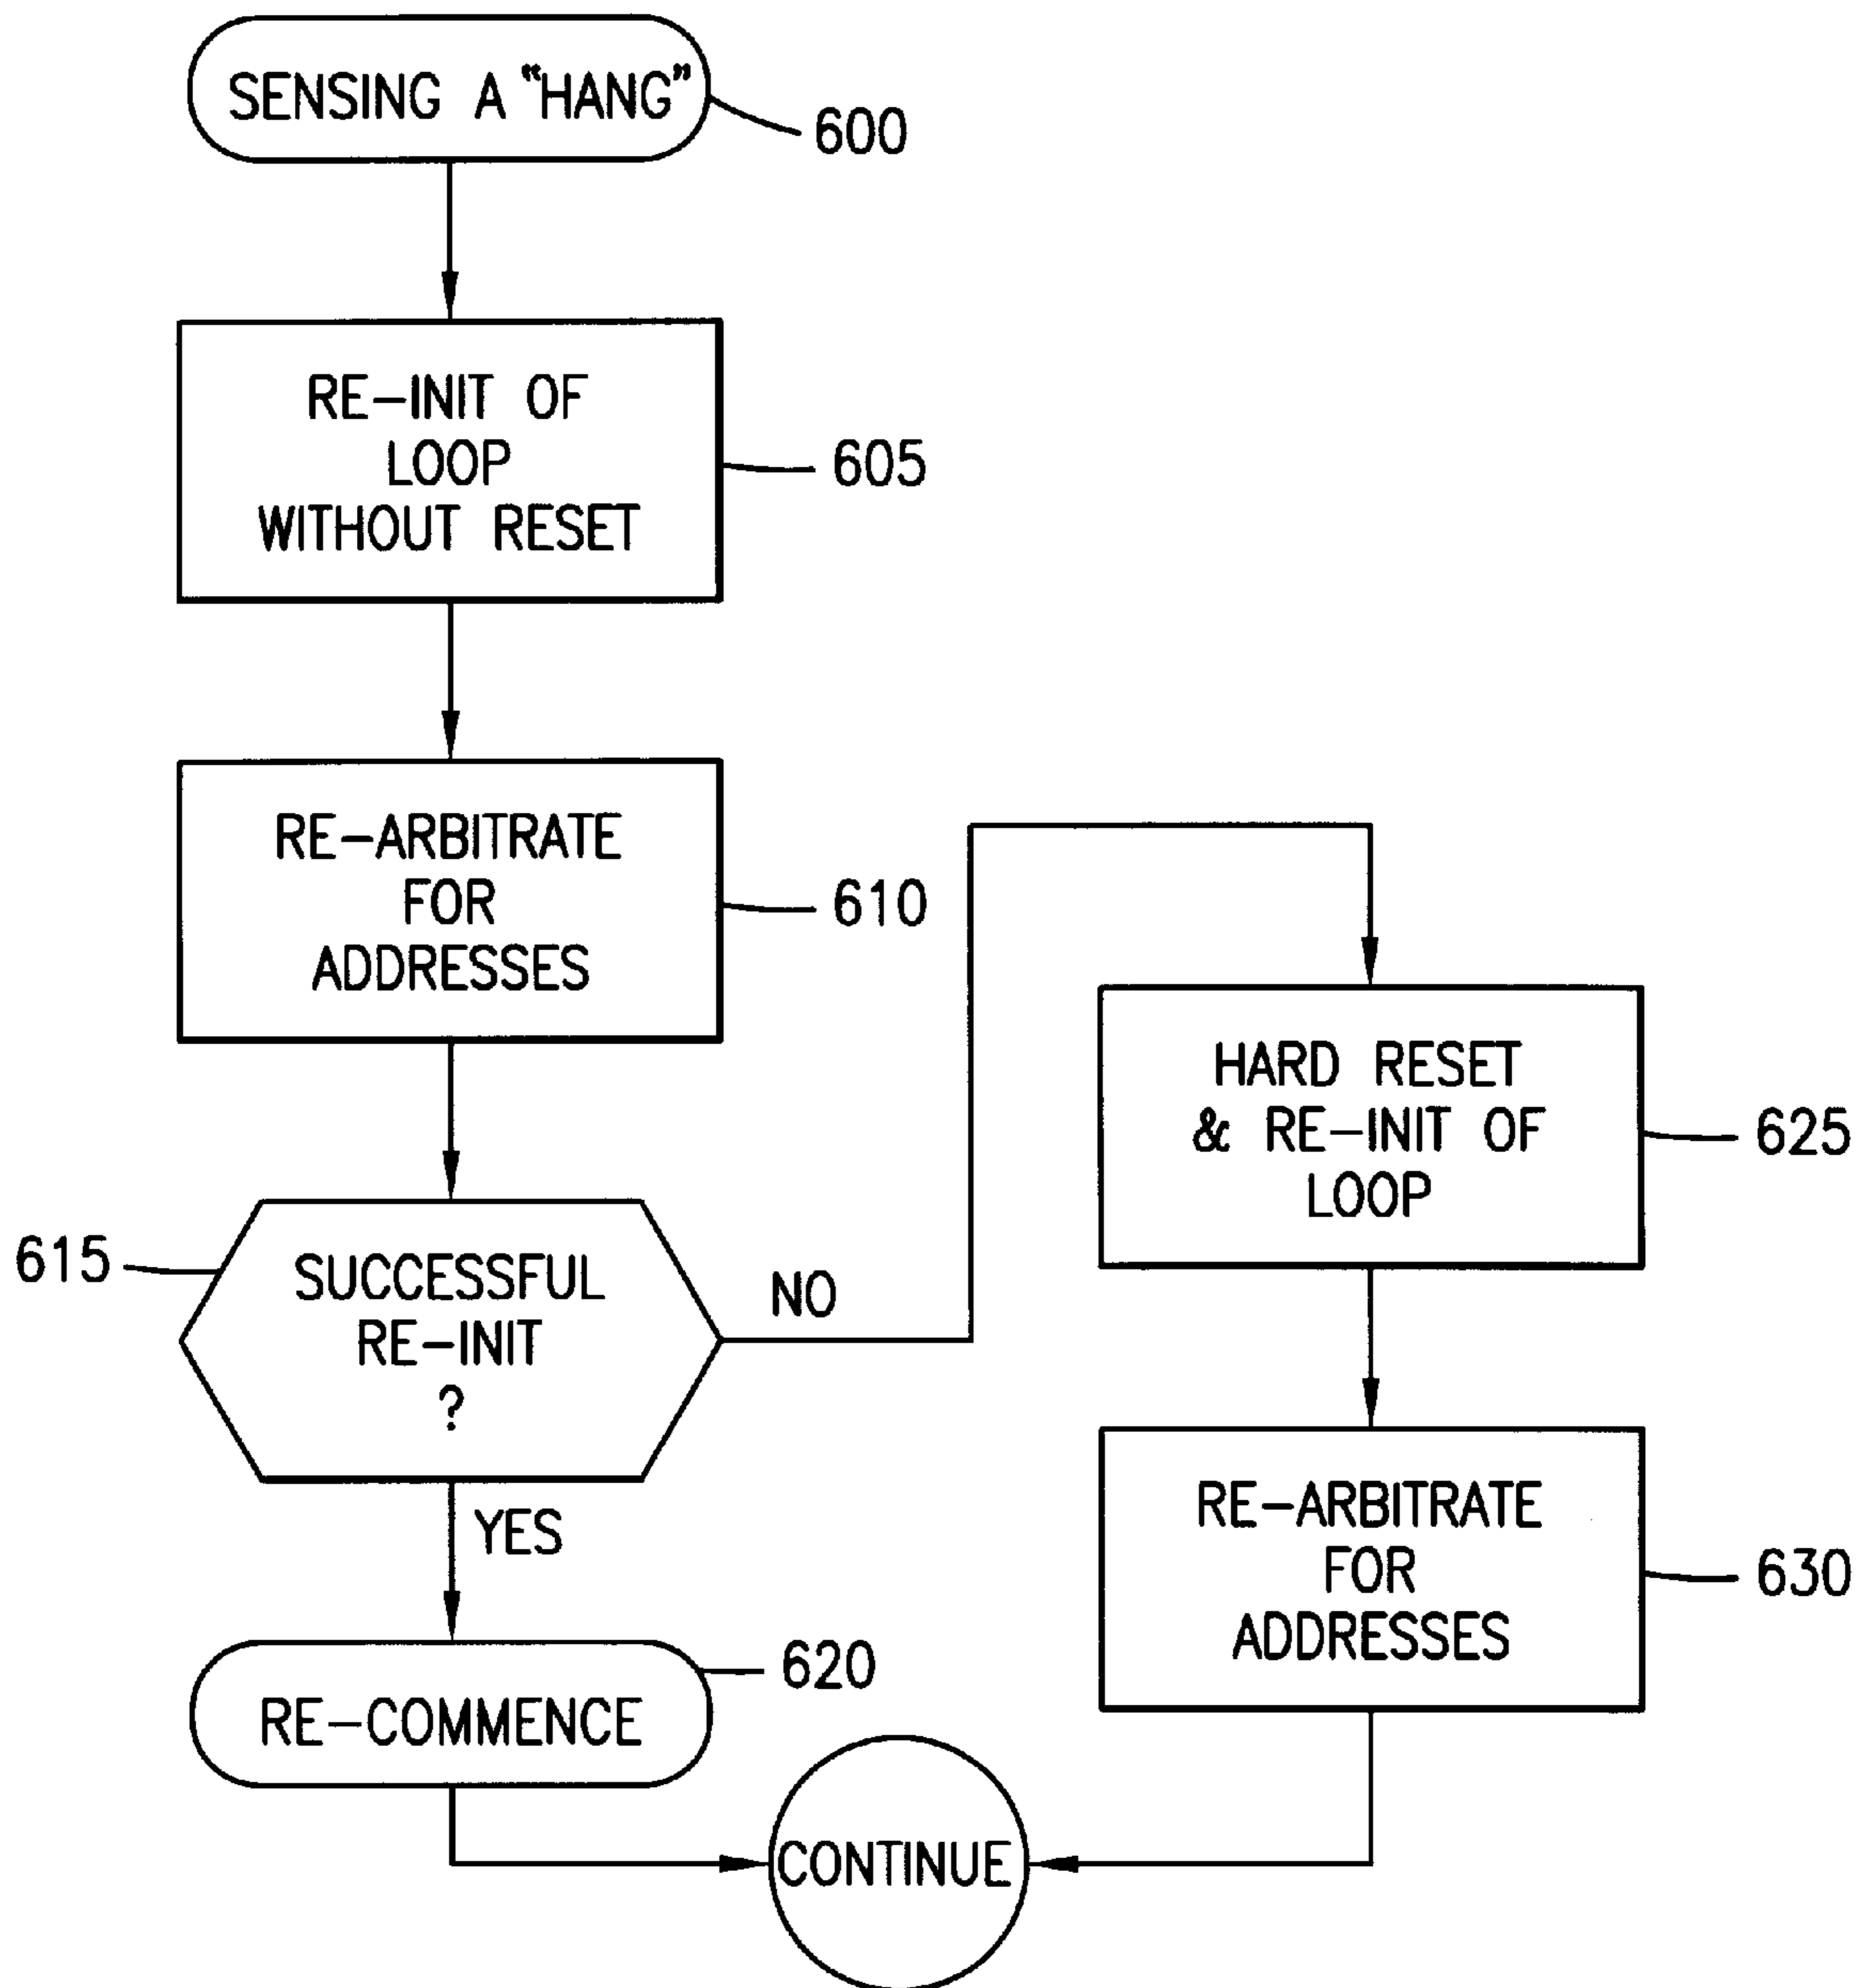 SENSING A "HANG"
600
RE-INIT OF
LOOP
WITHOUT RESET
605
RE-ARBITRATE
FOR
ADDRESSES
610
615
SUCCESSFUL
RE-INIT
?
NO
YES
RE-COMMENCE
620
HARD RESET
& RE-INIT OF
LOOP
625
RE-ARBITRATE
FOR
ADDRESSES
630
CONTINUE